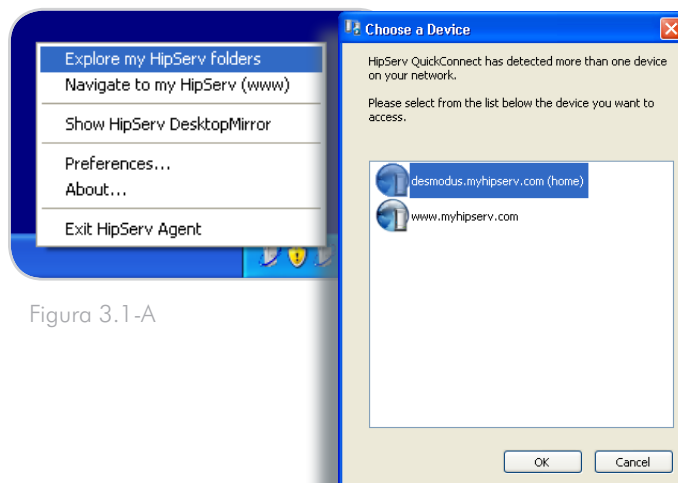 Explore my HipServ folders
Navigate to my HipServ (www)
Show HipServ DesktopMirror
Preferences...
About...
Exit HipServ Agent
Figura 3.1-A
Choose a Device
HipServ QuickConnect has detected more than one device
on your network.
Please select from the list below the device you want to
access.
desmodus.myhipserv.com (home)
www.myhipserv.com
OK
Cancel